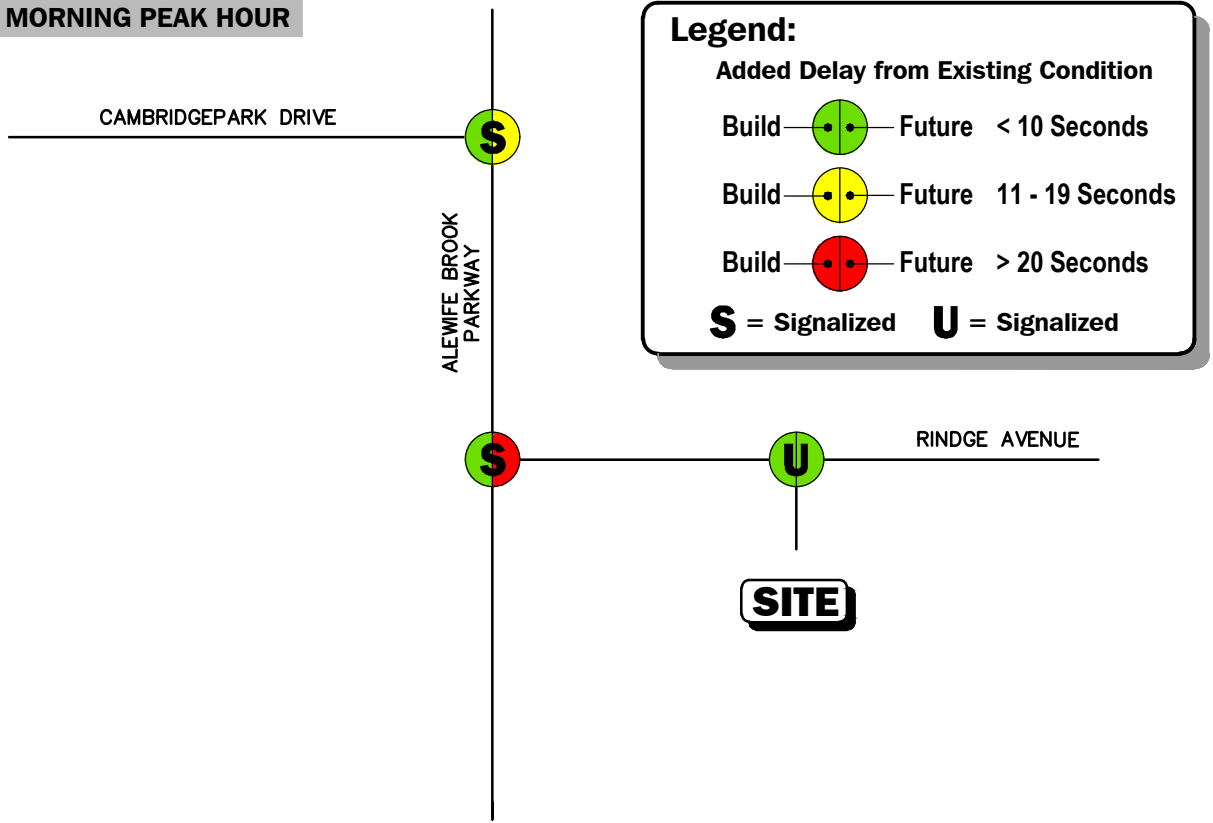 MORNING PEAK HOUR
Legend:
Added Delay from Existing Condition
Build Future < 10 Seconds
Build Future 11 - 19 Seconds
Build Future > 20 Seconds
S = Signalized U = Signalized
CAMBRIDGEPARK DRIVE
S
ALEWIFE BROOK
PARKWAY
S
U
RINDGE AVENUE
SITE